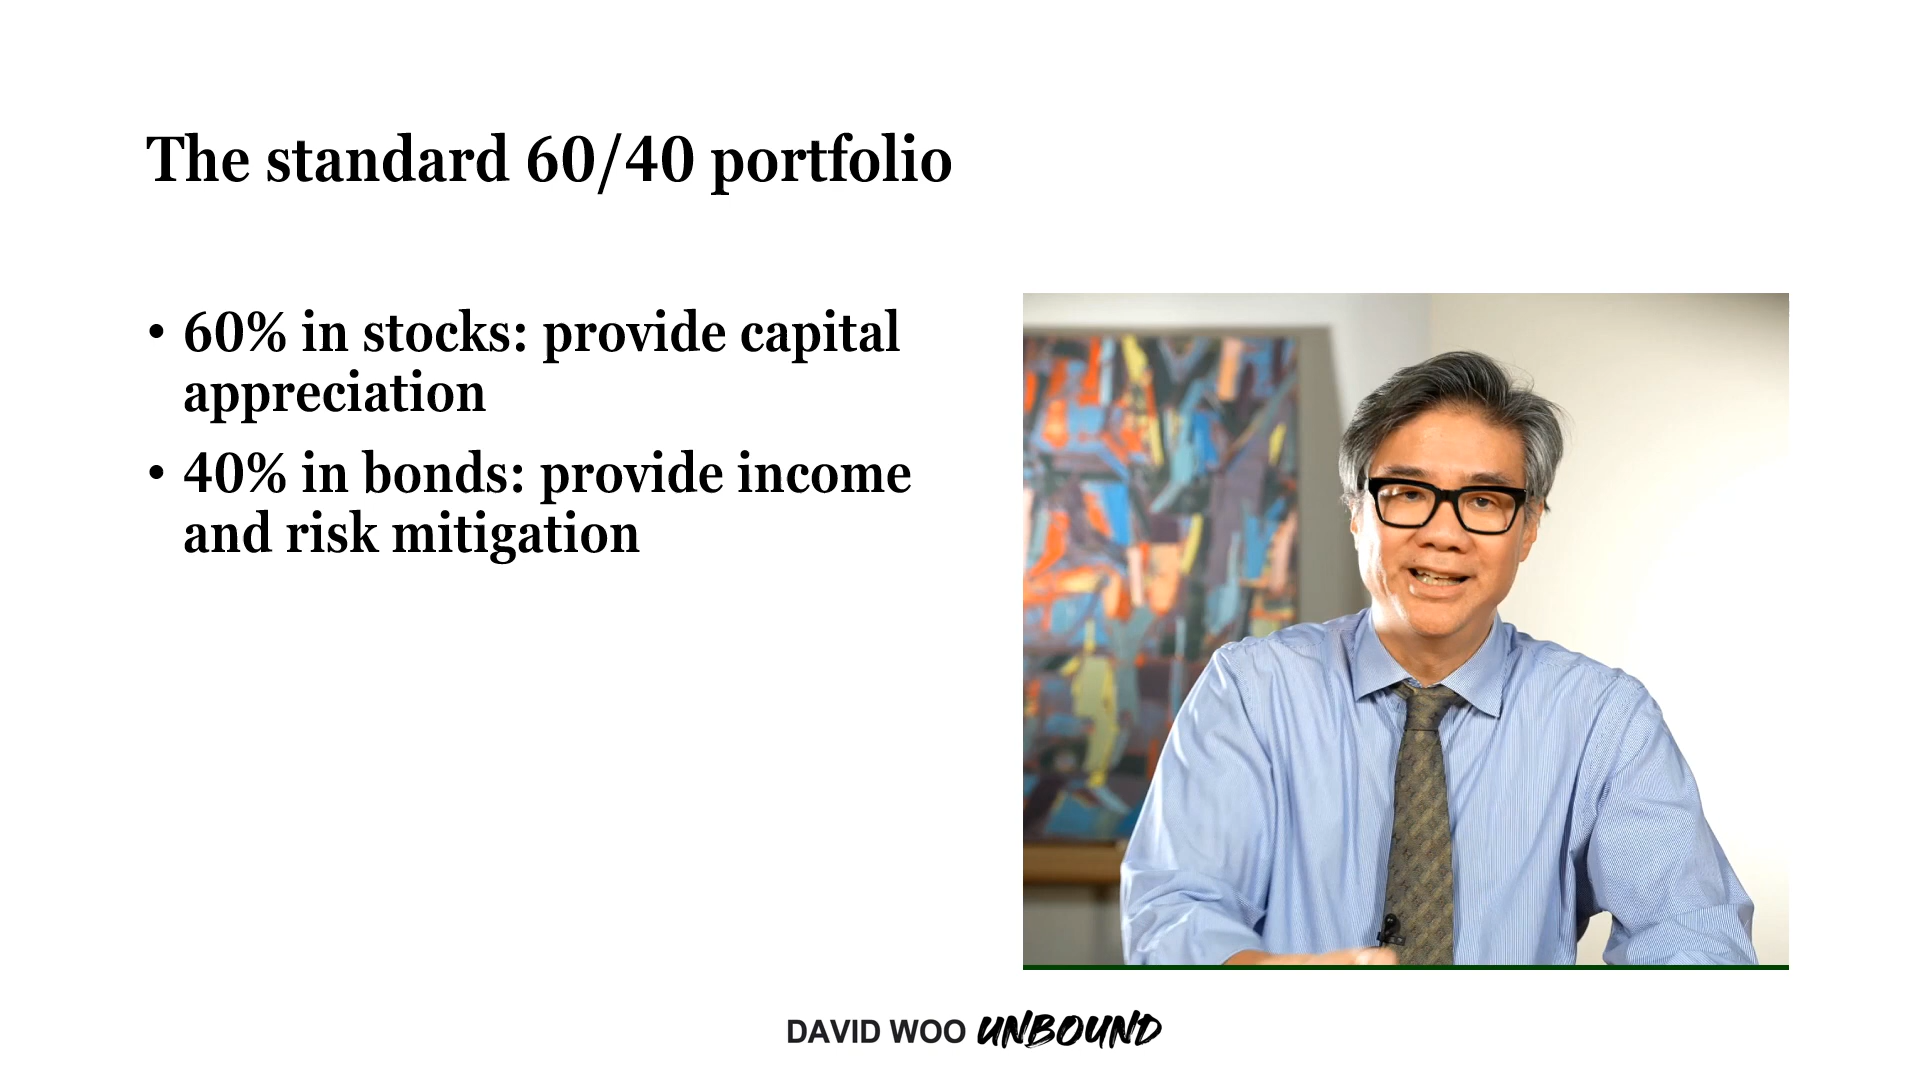 The standard 60/40 portfolio
• 60% in stocks: provide capital
appreciation
• 40% in bonds: provide income
and risk mitigation
DAVID WOO UNBOUND